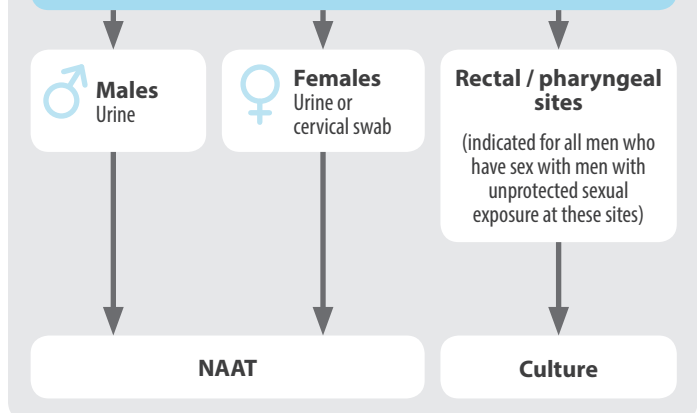 Males
Urine
Females
Urine or
cervical swab
Rectal / pharyngeal
sites
(indicated for all men who
have sex with men with
unprotected sexual
exposure at these sites)
NAAT
Culture